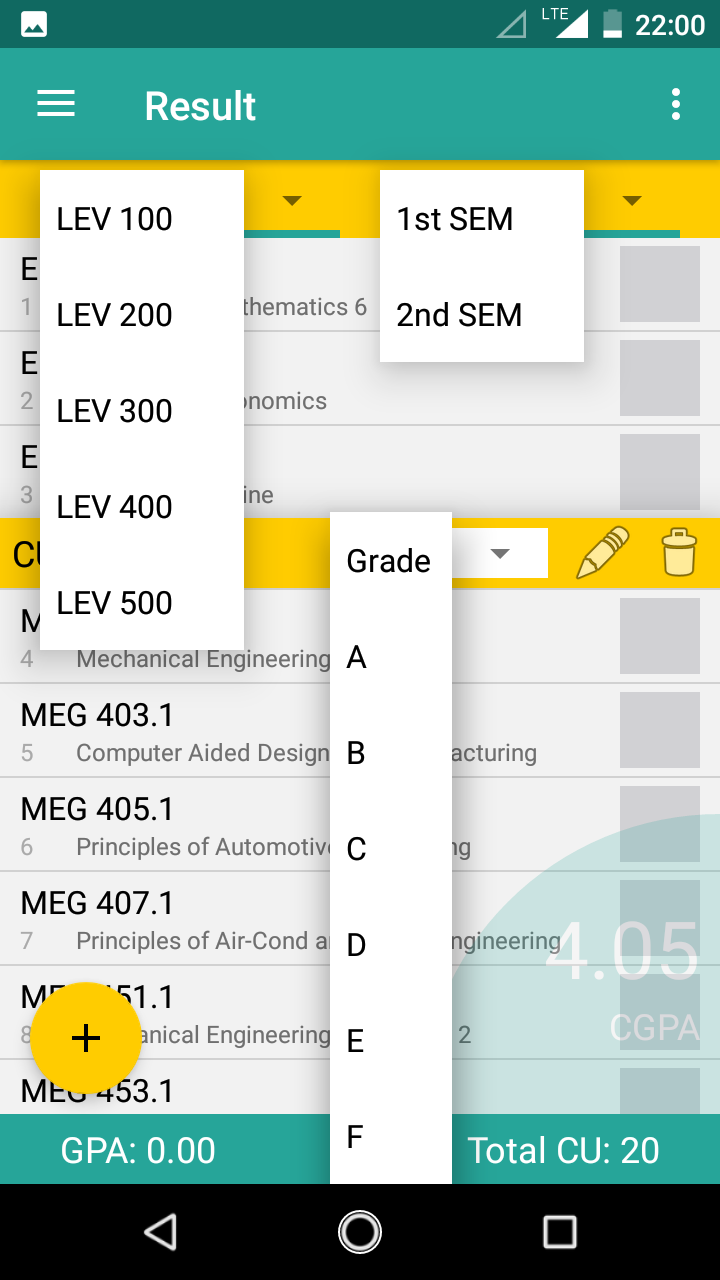 LTE 22:00
Result
LEV 100
LEV 200
LEV 300
LEV 400
LEV 500
1st SEM
2nd SEM
E
1 thematics 6
E
2 onomics
E
3 ine
CU
Grade
A
B
C
D
E
F
M
4 Mechanical Engineering
MEG 403.1
5 Computer Aided Design acturing
MEG 405.1
6 Principles of Automotive ng
MEG 407.1
7 Principles of Air-Cond a ngineering
4.05
CGPA
M 451.1
8 anical Engineering 2
MEG 453.1
GPA: 0.00
Total CU: 20